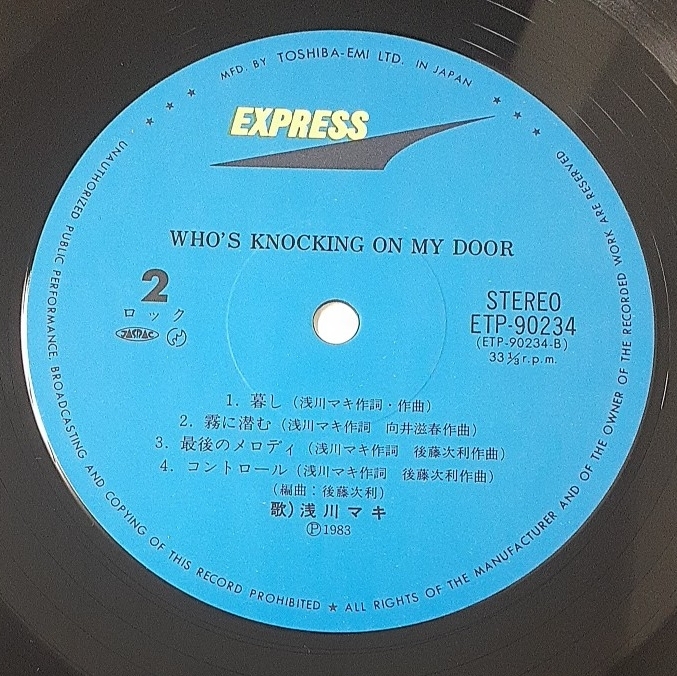 MFD. BY TOSHIBA-EMI LTD. IN JAPAN
EXPRESS
WHO'S KNOCKING ON MY DOOR
2
ロック
JASRAC
STEREO
ETP-90234
(ETP-90234-B)
33 1/3 r.p.m.
1. 暮し (浅川マキ作詞・作曲)
2. 霧に潜む (浅川マキ作詞 向井滋春作曲)
3. 最後のメロディ (浅川マキ作詞 後藤次利作曲)
4. コントロール (浅川マキ作詞 後藤次利作曲)
(編曲:後藤次利)
歌)浅川マキ
Ⓟ1983
UNAUTHORIZED PUBLIC PERFORMANCE, BROADCASTING AND COPYING OF THIS RECORD PROHIBITED ★ ALL RIGHTS OF THE MANUFACTURER AND OF THE OWNER OF THE RECORDED WORK ARE RESERVED